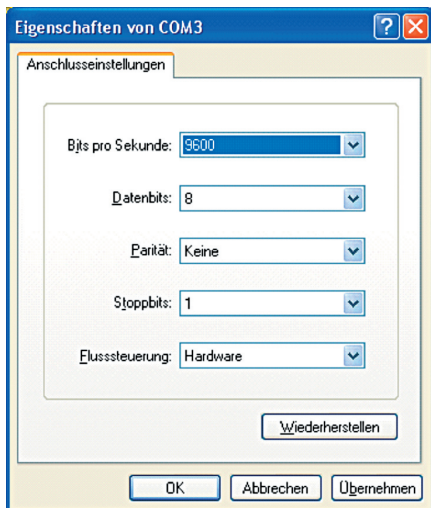 Eigenschaften von COM3
Anschlusseinstellungen
Bits pro Sekunde: 9600
Datenbits: 8
Parität: Keine
Stoppbits: 1
Flusssteuerung: Hardware
Wiederherstellen
OK Abbrechen Übernehmen